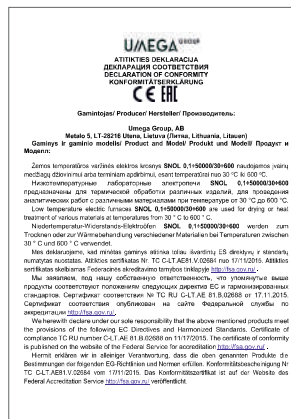 UMEGA GROUP
ATITIKTIES DEKLARACIJA
ДЕКЛАРАЦИЯ СООТВЕТСТВИЯ
DECLARATION OF CONFORMITY
KONFORMITÄTSERKLÄRUNG
CE EAC
Gamintojas/ Producer/ Hersteller/ Производитель:
Umega Group, AB
Metalo 5, LT-28216 Utena, Lietuva (Литва, Lithuania, Litauen)
Gaminys ir gaminio modelis/ Product and Model/ Produkt und Modell/ Продукт и
Модель:
Žemos temperatūros varžinės elektros krosnys SNOL 0,1÷50000/30÷600 naudojamos įvairių
medžiagų džiovinimui arba terminiam apdirbimui, esant temperatūrai nuo 30 °C iki 600 °C.
Низкотемпературные лабораторные электропечи SNOL 0,1÷50000/30÷600
предназначены для термической обработки различных изделий, для проведения
аналитических работ с различными материалами при температуре от 30 °C до 600 °C.
Low temperature electric furnaces SNOL 0,1÷50000/30÷600 are used for drying or heat
treatment of various materials at temperatures from 30 ° C to 600 ° C.
Niedertemperatur-Widerstands-Elektroöfen SNOL 0,1÷50000/30÷600 werden zum
Trocknen oder zur Wärmebehandlung verschiedener Materialien bei Temperaturen zwischen
30 ° C und 600 ° C verwendet.
Mes deklaruojame, kad minėtas gaminys atitinka toliau išvardintų ES direktyvų ir standartų
numatytas nuostatas. Atitikties sertifikatas Nr. TC C-LT.AE81.V.02684 nuo 17/11/2015. Atitikties
sertifikatas skelbiamas Federacinės akreditavimo tarnybos tinklapyje http://fsa.gov.ru/ .
Мы заявляем, под нашу собственную ответственность, что упомянутые выше
продукты соответствуют положениям следующих директив ЕС и гармонизированных
стандартов. Сертификат соответствия № TC RU C-LT.AE81.B.02688 от 17.11.2015.
Сертификат соответствия опубликован на сайте Федеральной службы по
аккредитации http://fsa.gov.ru/.
We herewith declare under our sole responsibility that the above mentioned products meet
the provisions of the following EC Directives and Harmonized Standards. Certificate of
compliance TC RU number C-LT.AE 81.B.02688 on 11/17/2015. The certificate of conformity
is published on the website of the Federal Service for accreditation http://fsa.gov.ru/ .
Hiermit erklären wir in alleiniger Verantwortung, dass die oben genannten Produkte die
Bestimmungen der folgenden EG-Richtlinien und Normen erfüllen. Konformitätsbescheinigung Nr
TC C-LT.AE81.V.02684 vom 17/11/2015. Das Konformitätszertifikat ist auf der Website des
Federal Accreditation Service http://fsa.gov.ru/ veröffentlicht.